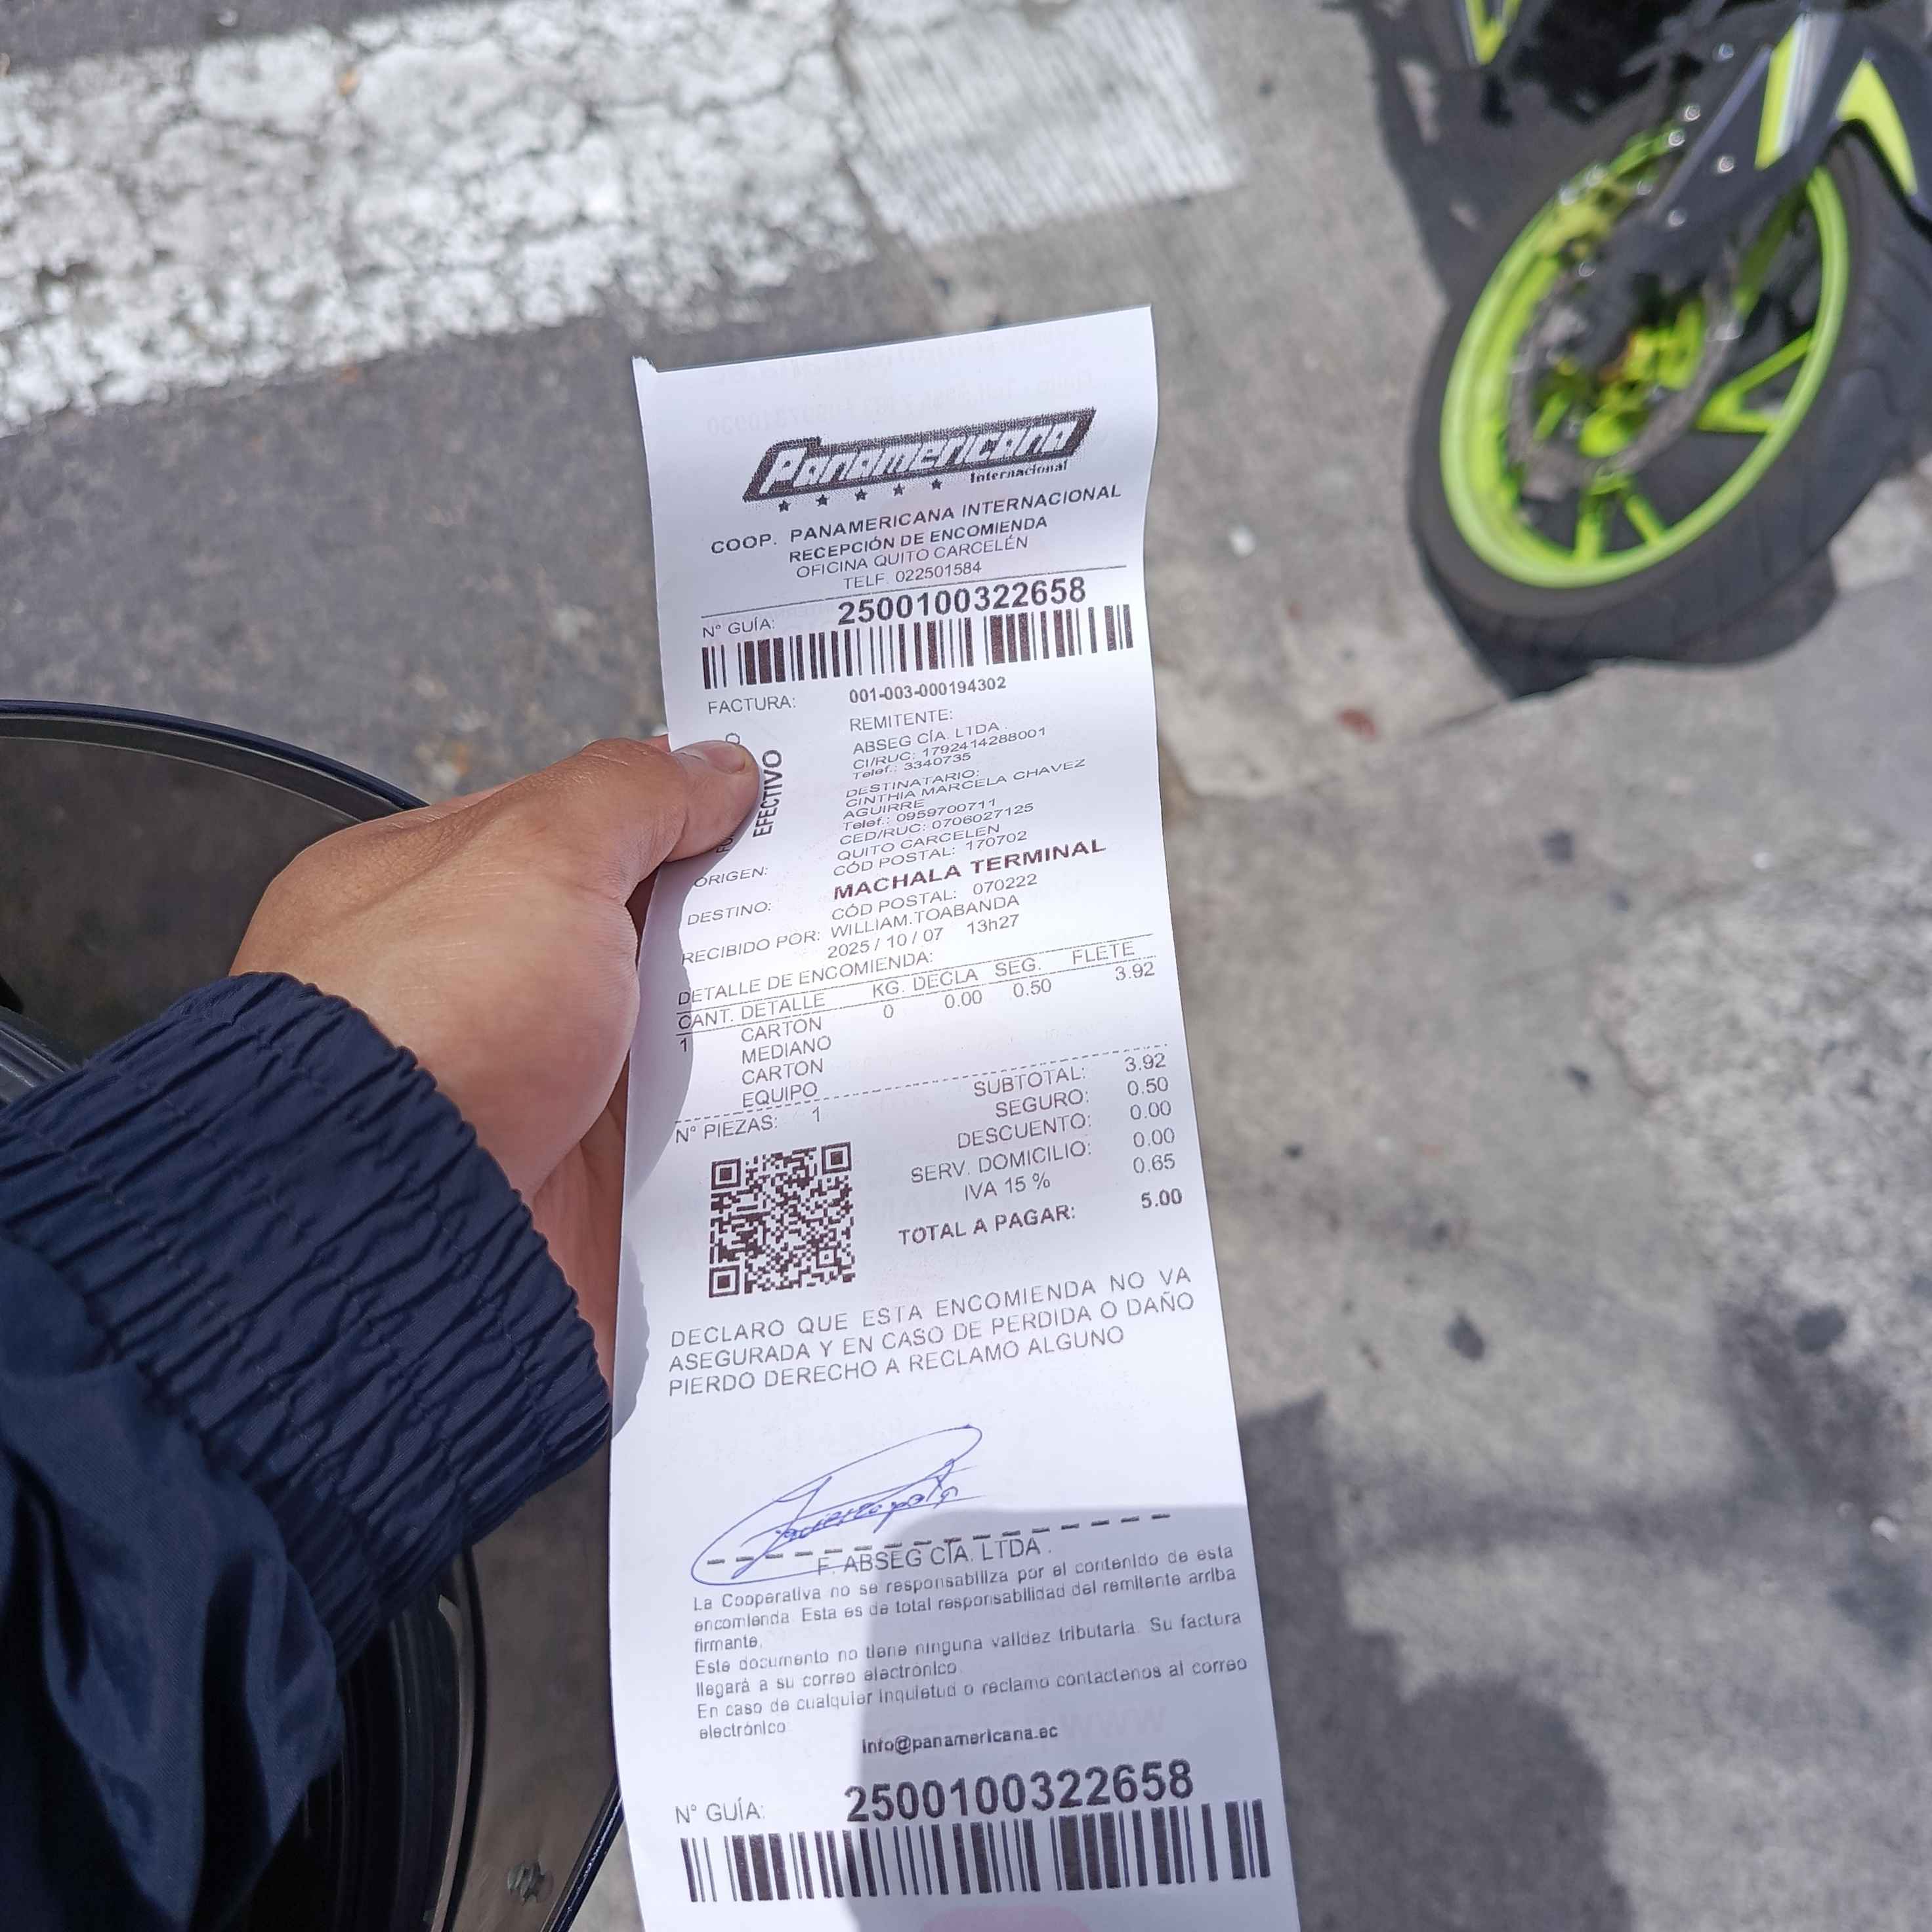 Panamericana
Internacional
COOP. PANAMERICANA INTERNACIONAL
RECEPCIÓN DE ENCOMIENDA
OFICINA QUITO CARCELÉN
TELF. 022501584
N° GUÍA: 2500100322658
FACTURA: 001-003-000194302
EFECTIVO
REMITENTE:
ABSEG CÍA. LTDA.
CI/RUC: 1792414288001
Telef.: 3340735
DESTINATARIO:
CINTHIA MARCELA CHAVEZ
AGUIRRE
Telef.: 0959700711
CED/RUC: 0706027125
ORIGEN: QUITO CARCELEN
CÓD POSTAL: 170702
DESTINO: MACHALA TERMINAL
CÓD POSTAL: 070222
RECIBIDO POR: WILLIAM.TOABANDA
2025 / 10 / 07 13h27
DETALLE DE ENCOMIENDA:
CANT. DETALLE KG. DECLA SEG. FLETE
1 CARTON 0 0.00 0.50 3.92
MEDIANO
CARTON
EQUIPO
N° PIEZAS: 1
SUBTOTAL: 3.92
SEGURO: 0.50
DESCUENTO: 0.00
SERV. DOMICILIO: 0.00
IVA 15 % 0.65
TOTAL A PAGAR: 5.00
DECLARO QUE ESTA ENCOMIENDA NO VA
ASEGURADA Y EN CASO DE PERDIDA O DAÑO
PIERDO DERECHO A RECLAMO ALGUNO
F. ABSEG CÍA. LTDA.
La Cooperativa no se responsabiliza por el contenido de esta
encomienda. Esta es de total responsabilidad del remitente arriba
firmante.
Este documento no tiene ninguna validez tributaria. Su factura
llegará a su correo electrónico.
En caso de cualquier inquietud o reclamo contactenos al correo
electrónico
info@panamericana.ec
N° GUÍA: 2500100322658